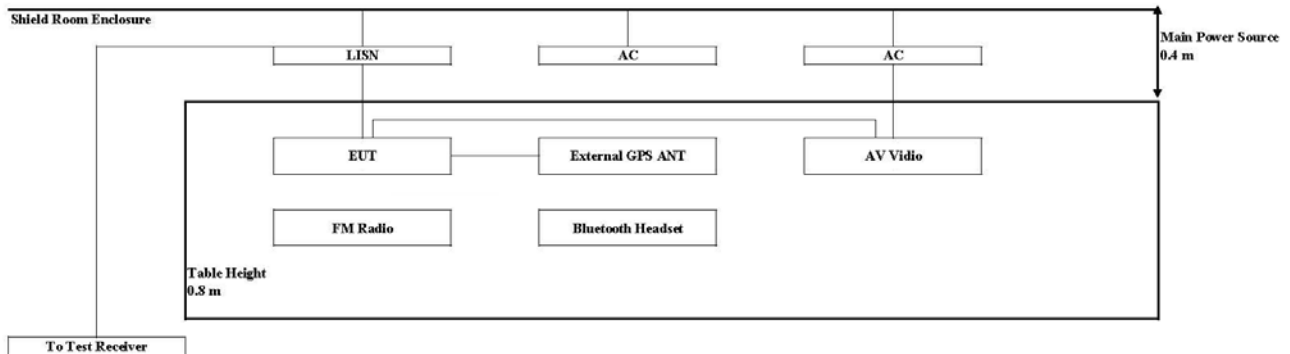 Shield Room Enclosure
Main Power Source
0.4 m
LISN
AC
AC
EUT
External GPS ANT
AV Vidio
FM Radio
Bluetooth Headset
Table Height
0.8 m
To Test Receiver